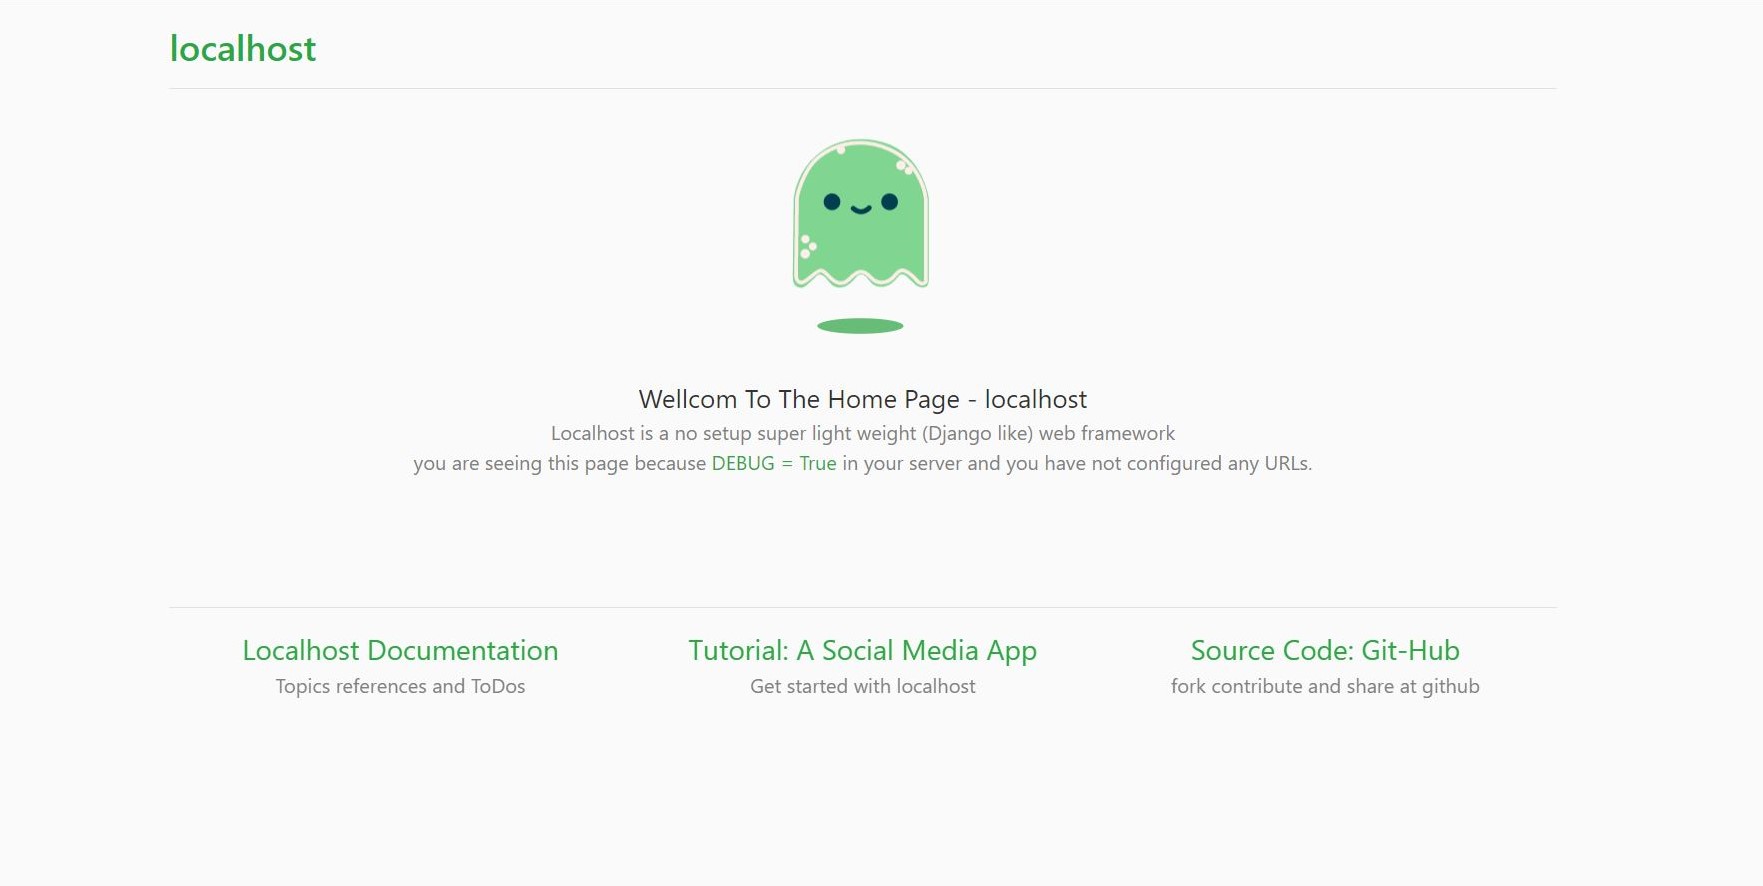 localhost
Wellcom To The Home Page - localhost
Localhost is a no setup super light weight (Django like) web framework
you are seeing this page because DEBUG = True in your server and you have not configured any URLs.
Localhost Documentation
Topics references and ToDos
Tutorial: A Social Media App
Get started with localhost
Source Code: Git-Hub
fork contribute and share at github